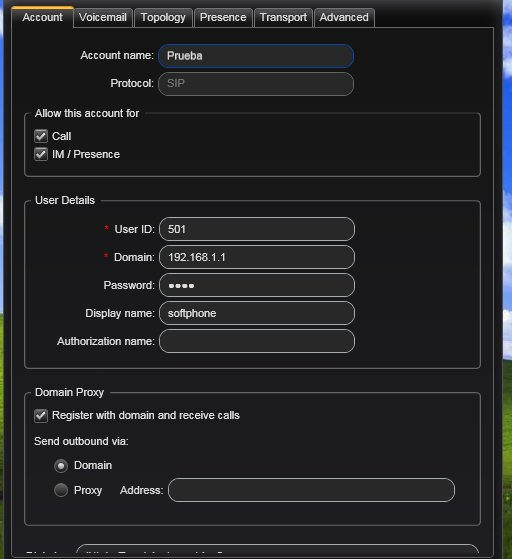 Account Voicemail Topology Presence Transport Advanced
Account name: Prueba
Protocol: SIP
Allow this account for
Call
IM / Presence
User Details
* User ID: 501
* Domain: 192.168.1.1
Password: ●●●●
Display name: softphone
Authorization name:
Domain Proxy
Register with domain and receive calls
Send outbound via:
Domain
Proxy Address: